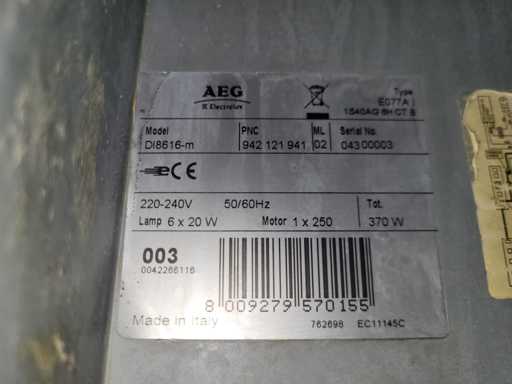 AEG
Electrolux
Type
E077A
1S40AG 6H CT S
Model
DI8616-m
PNC
942 121 941
ML
02
Serial No.
04300003
CE
220-240V 50/60Hz
Lamp 6 x 20 W Motor 1 x 250
Tot.
370 W
003
0042266116
8 009279 570155
Made in Italy
762698 EC11145C